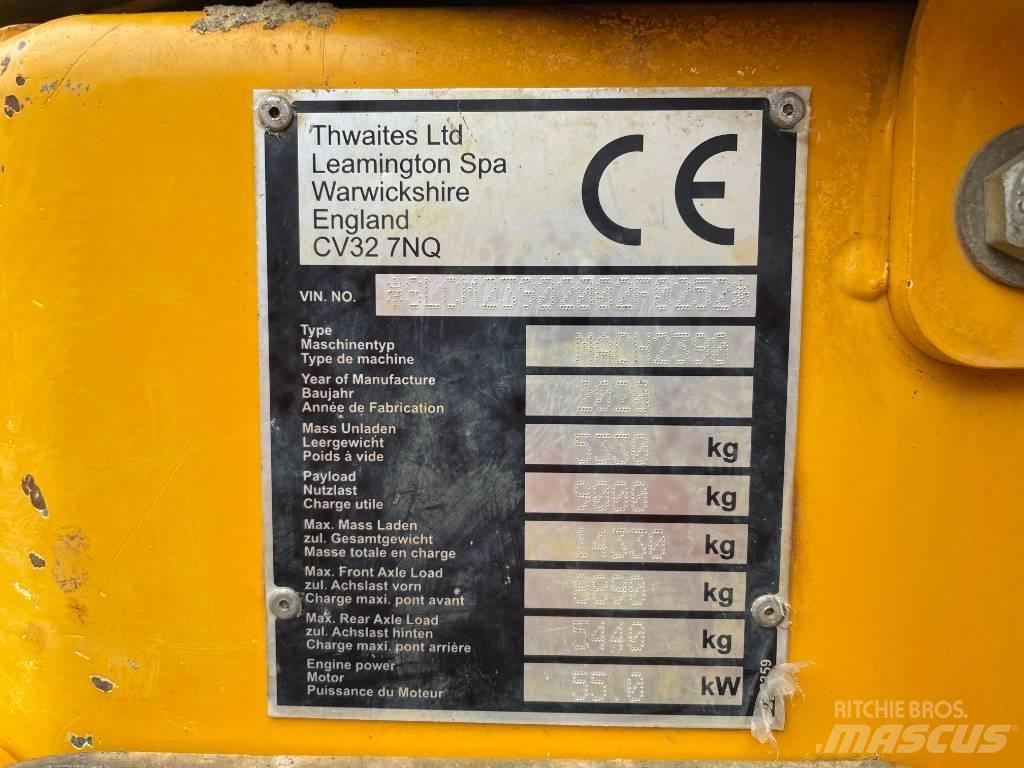 Thwaites Ltd
Leamington Spa
Warwickshire
England
CV32 7NQ
CE
VIN. NO.
Type
Maschinentyp
Type de machine
MACH2390
Year of Manufacture
Baujahr
Année de Fabrication
2020
Mass Unladen
Leergewicht
Poids à vide
5330 kg
Payload
Nutzlast
Charge utile
9000 kg
Max. Mass Laden
zul. Gesamtgewicht
Masse totale en charge
14330 kg
Max. Front Axle Load
zul. Achslast vorn
Charge maxi. pont avant
8890 kg
Max. Rear Axle Load
zul. Achslast hinten
Charge maxi. pont arrière
5440 kg
Engine power
Motor
Puissance du Moteur
55.0 kW
RITCHIE BROS.
MASCUS